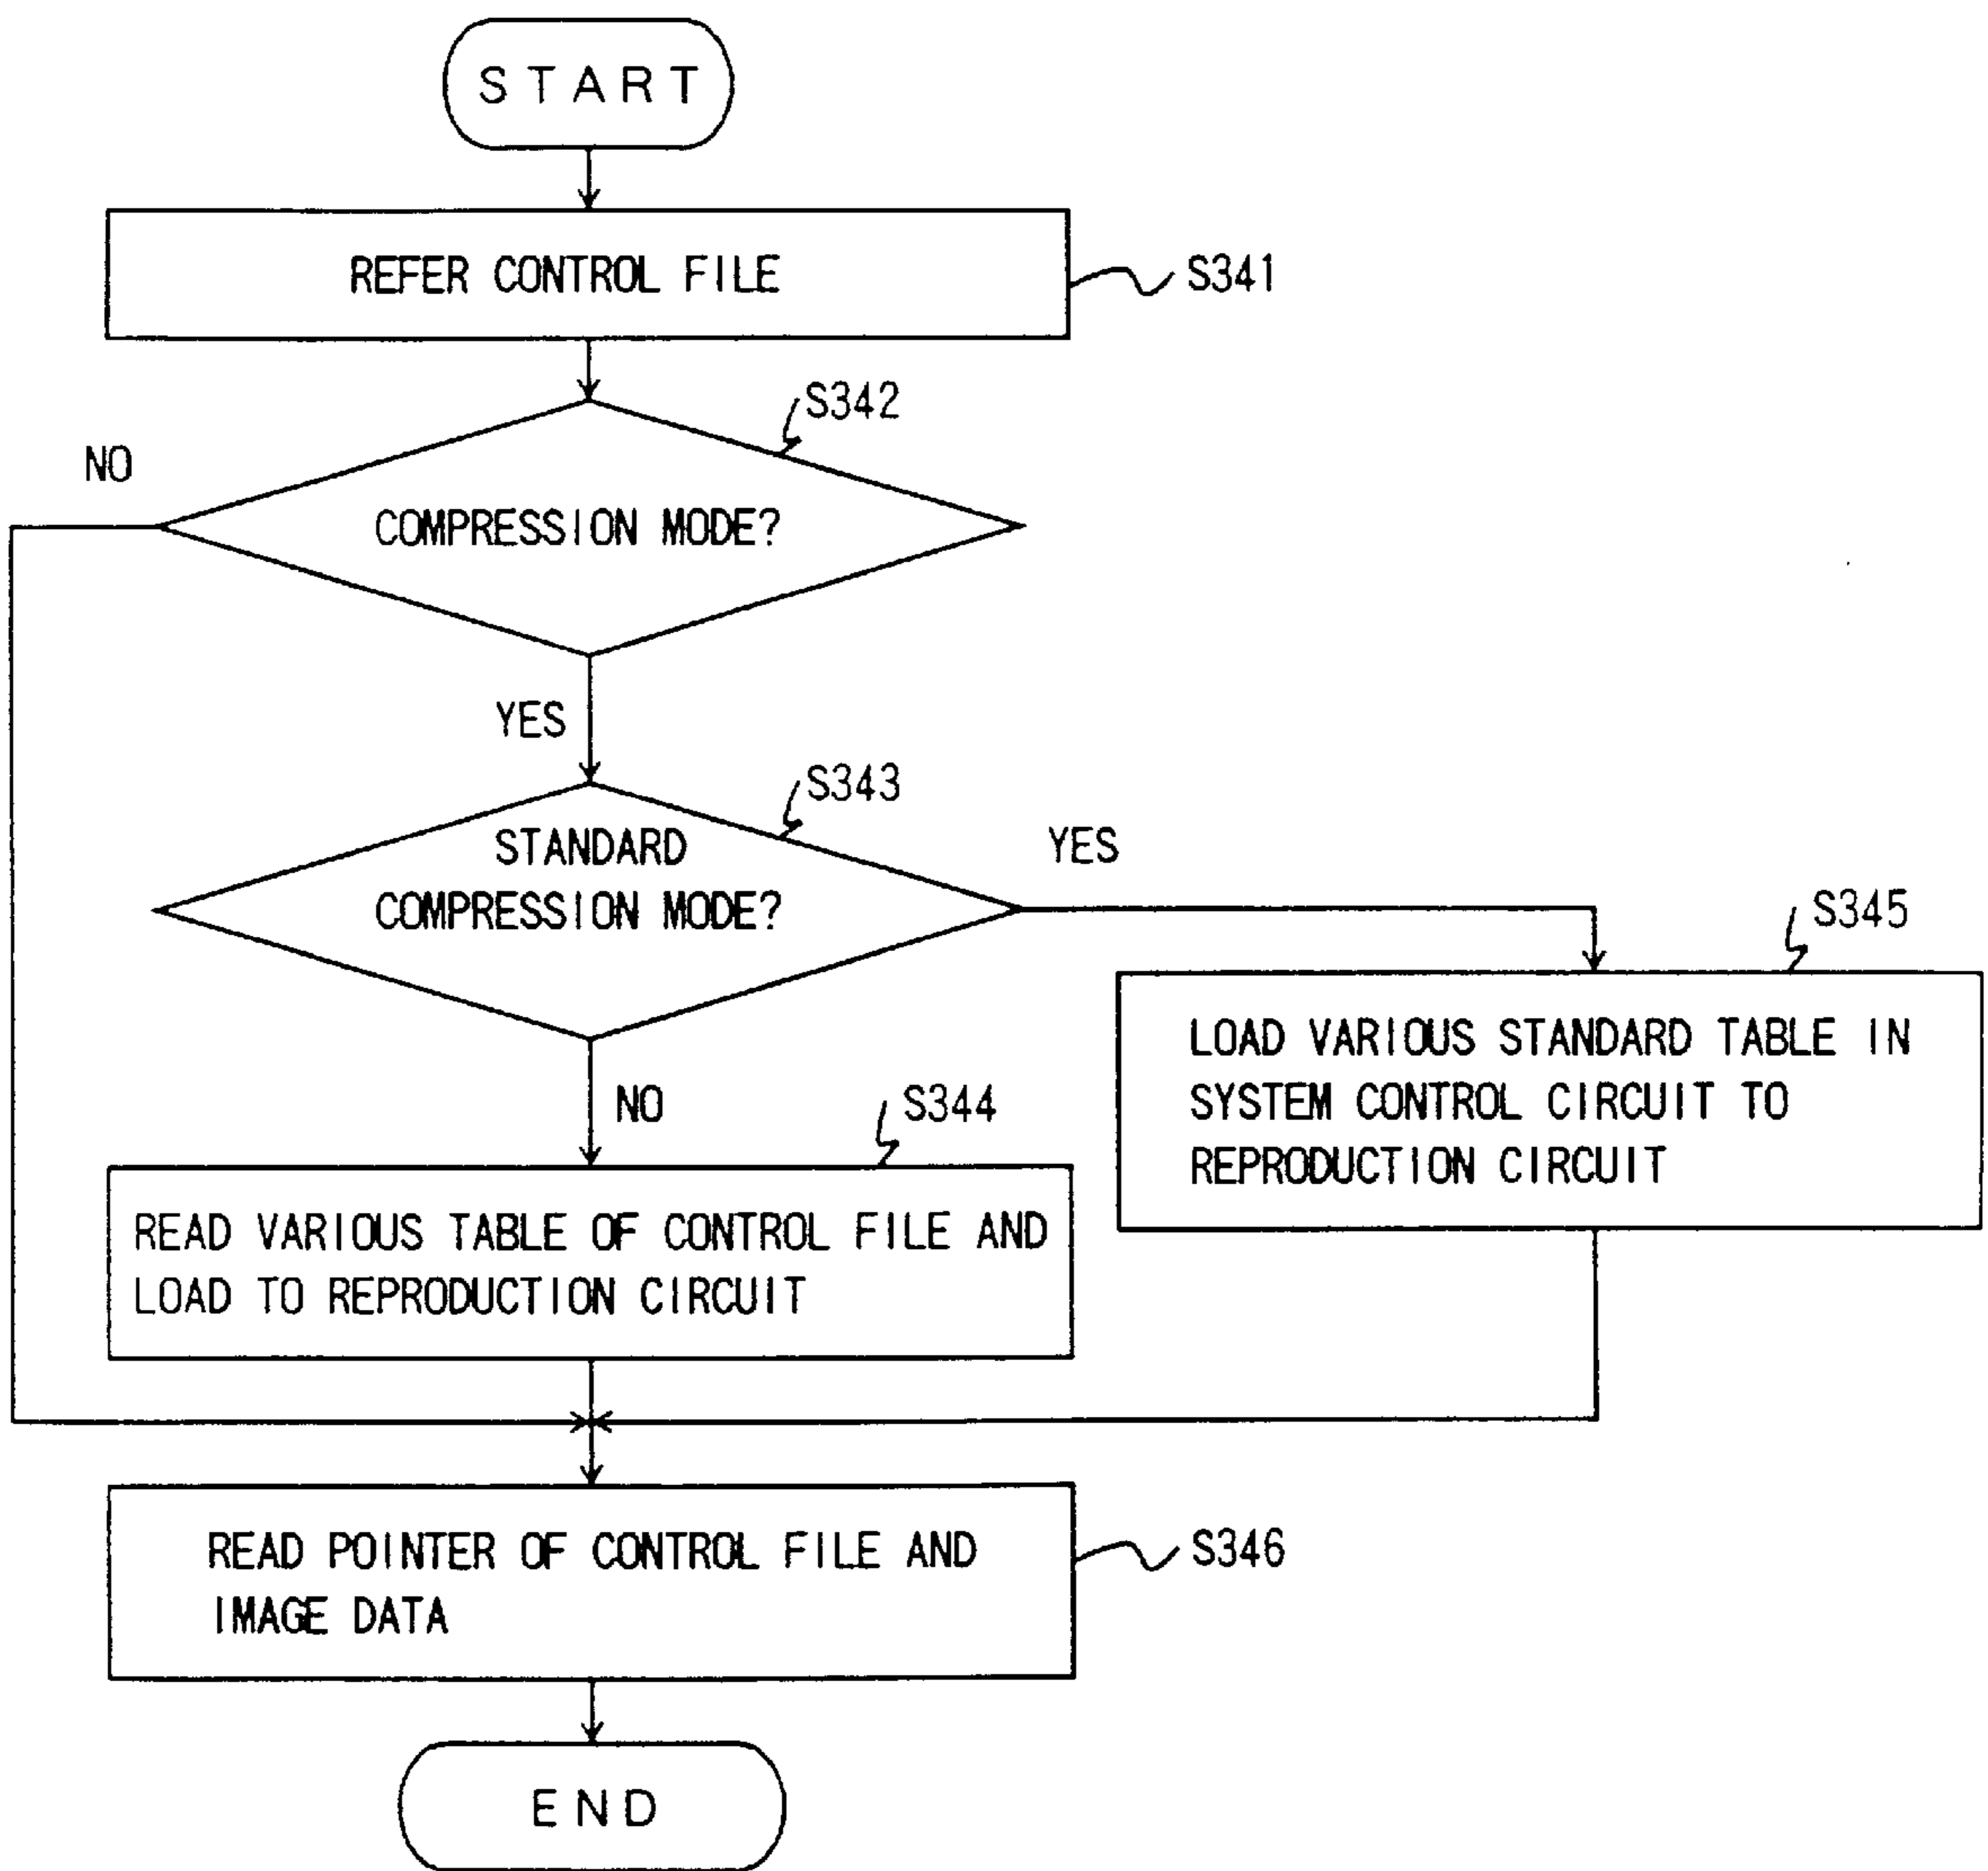 START
REFER CONTROL FILE
S341
S342
NO
COMPRESSION MODE?
YES
S343
STANDARD
COMPRESSION MODE?
YES
S345
LOAD VARIOUS STANDARD TABLE IN
SYSTEM CONTROL CIRCUIT TO
REPRODUCTION CIRCUIT
NO
S344
READ VARIOUS TABLE OF CONTROL FILE AND
LOAD TO REPRODUCTION CIRCUIT
READ POINTER OF CONTROL FILE AND
IMAGE DATA
S346
END